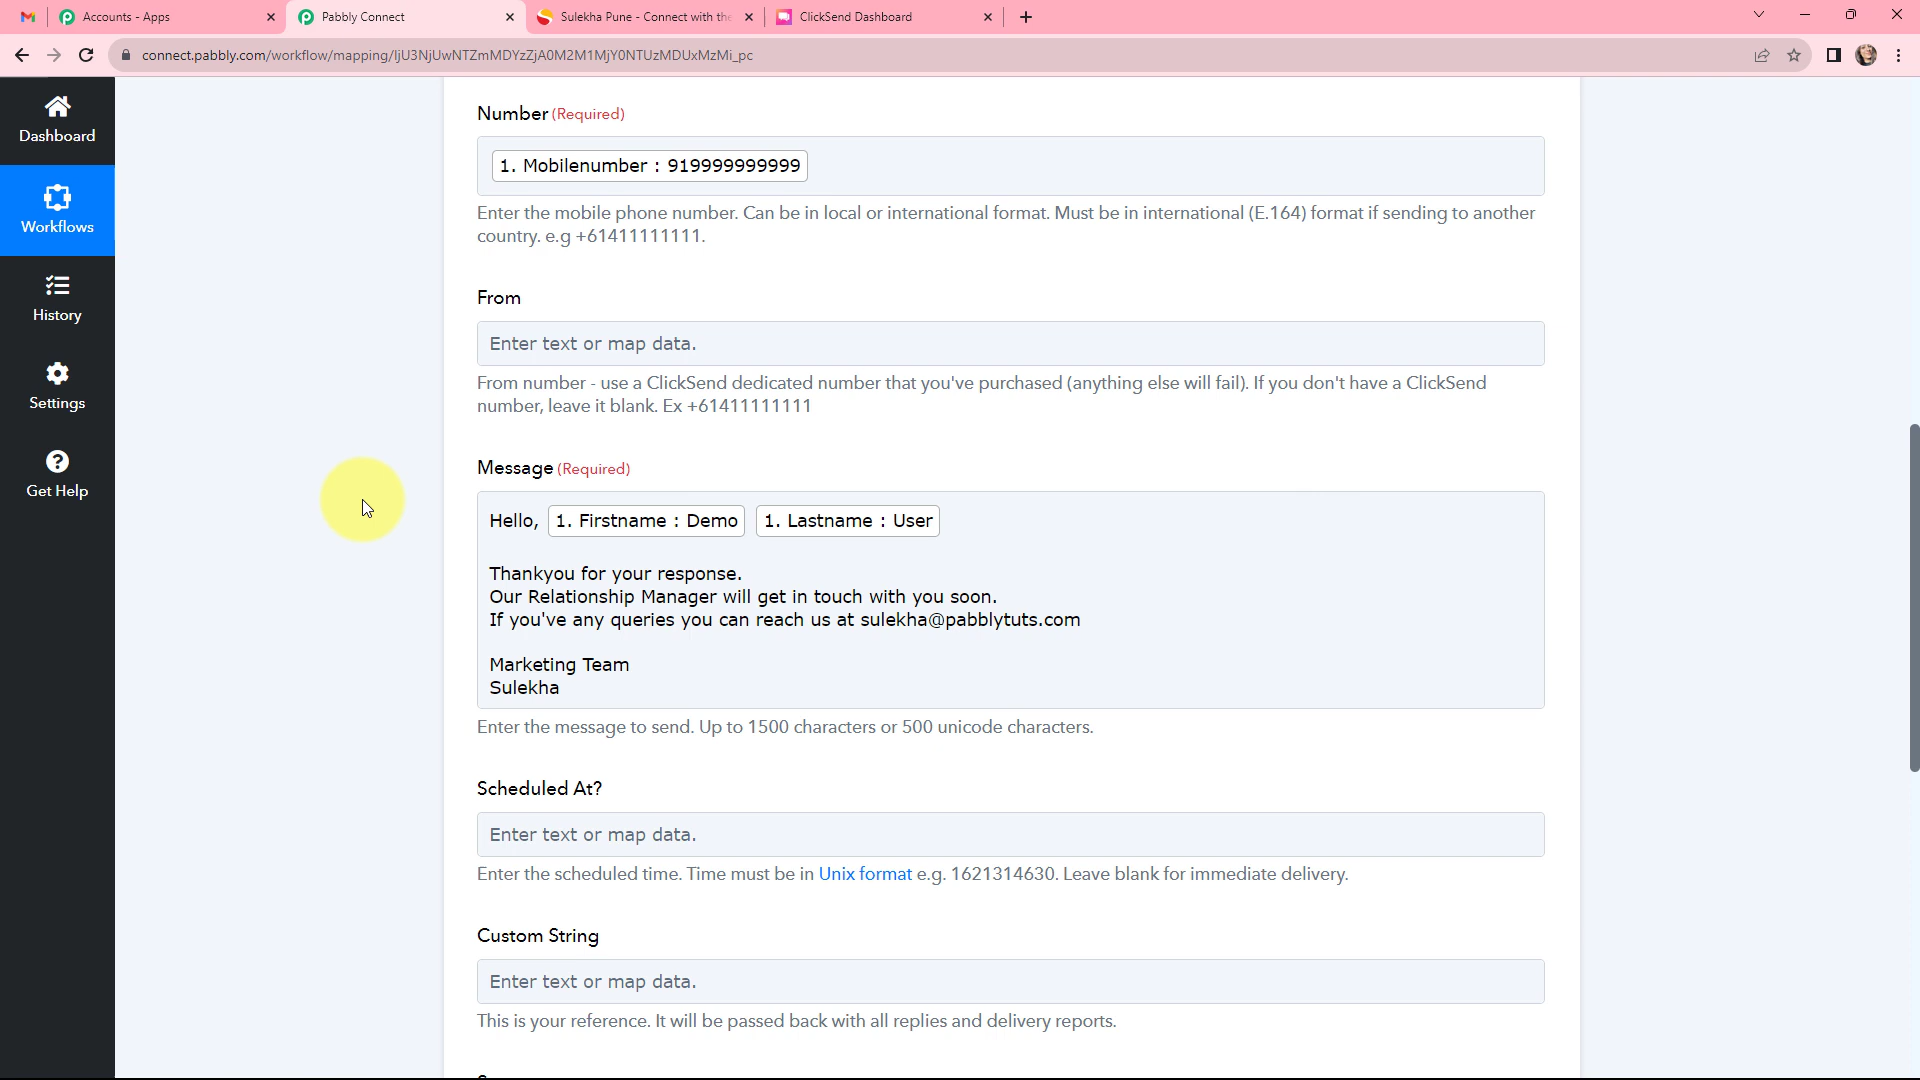 Accounts - Apps
Pabbly Connect
Sulekha Pune - Connect with the
ClickSend Dashboard
connect.pabbly.com/workflow/mapping/IjU3NjUwNTZmMDYzZjA0M2M1MjY0NTUzMDUxMzMi_pc
Dashboard
Workflows
History
Settings
Get Help
Number (Required)
1. Mobilenumber : 919999999999
Enter the mobile phone number. Can be in local or international format. Must be in international (E.164) format if sending to another
country. e.g +61411111111.
From
Enter text or map data.
From number - use a ClickSend dedicated number that you've purchased (anything else will fail). If you don't have a ClickSend
number, leave it blank. Ex +61411111111
Message (Required)
Hello, 1. Firstname : Demo 1. Lastname : User
Thankyou for your response.
Our Relationship Manager will get in touch with you soon.
If you've any queries you can reach us at sulekha@pabblytuts.com
Marketing Team
Sulekha
Enter the message to send. Up to 1500 characters or 500 unicode characters.
Scheduled At?
Enter text or map data.
Enter the scheduled time. Time must be in Unix format e.g. 1621314630. Leave blank for immediate delivery.
Custom String
Enter text or map data.
This is your reference. It will be passed back with all replies and delivery reports.